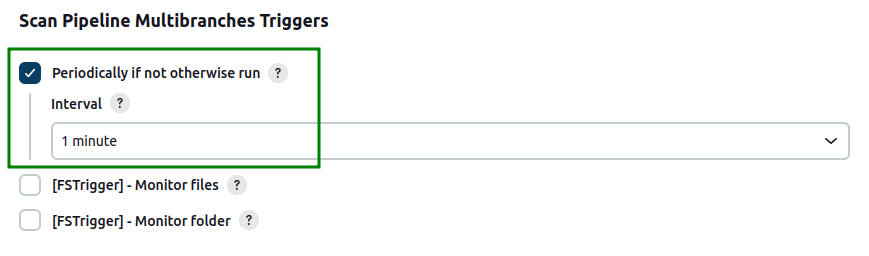 Scan Pipeline Multibranches Triggers
Periodically if not otherwise run ?
Interval ?
1 minute
[FSTrigger] - Monitor files ?
[FSTrigger] - Monitor folder ?